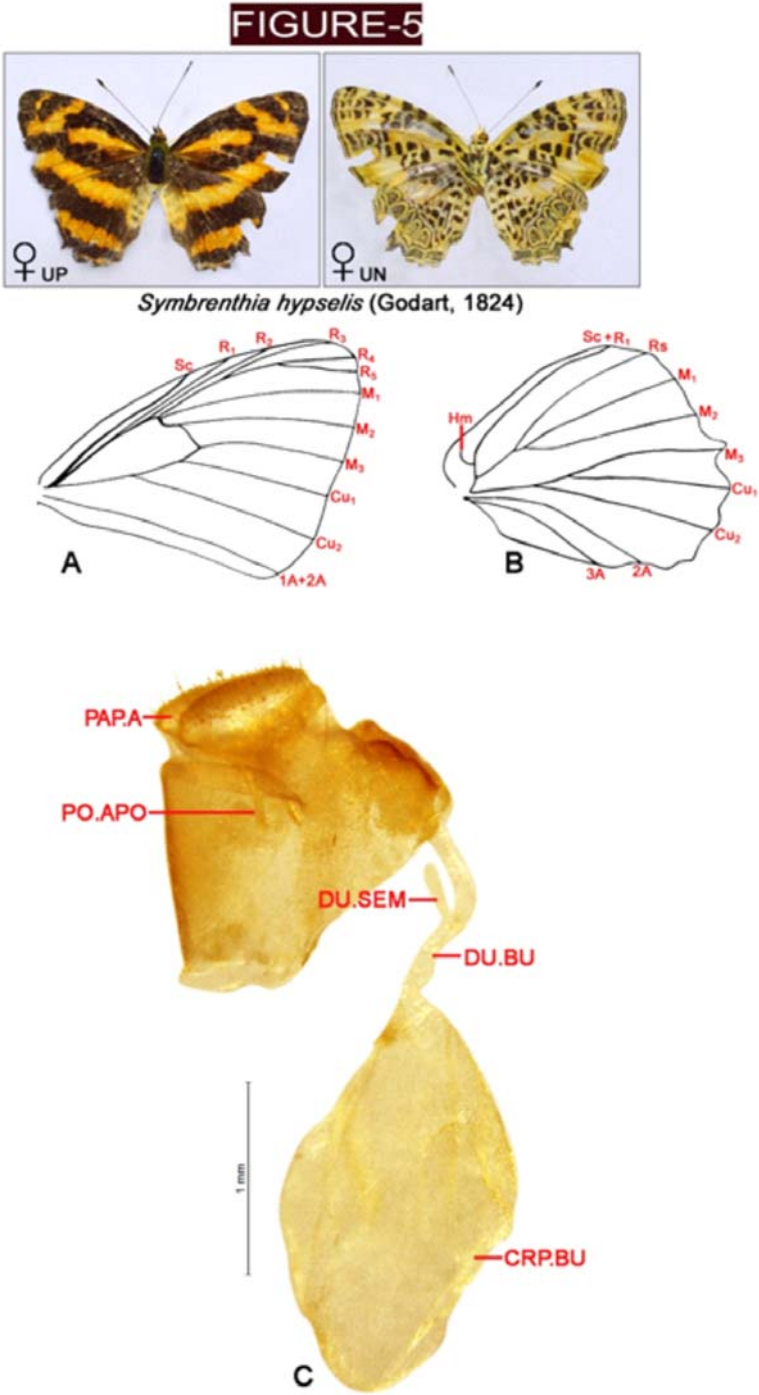 FIGURE-5
♀ UP
♀ UN
Symbrenthia hypselis (Godart, 1824)
Sc
R1
R2
R3
R4
R5
M1
M2
M3
Cu1
Cu2
1A+2A
A
Hm
Sc+R1
Rs
M1
M2
M3
Cu1
Cu2
2A
3A
B
PAP.A
PO.APO
DU.SEM
DU.BU
1 mm
CRP.BU
C